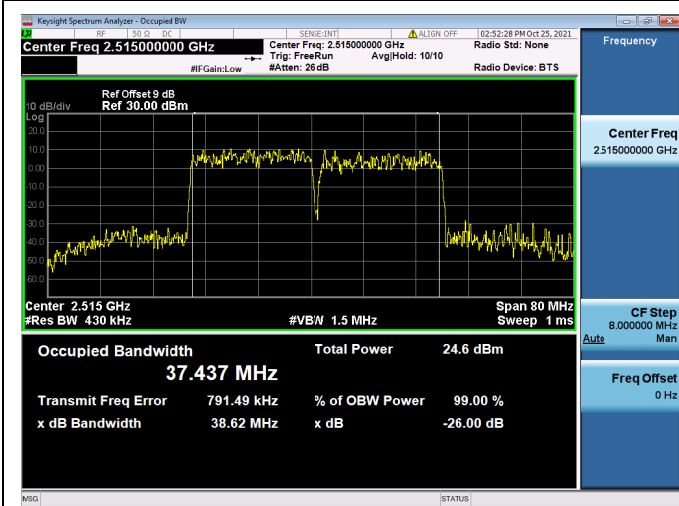 Keysight Spectrum Analyzer - Occupied BW
RF 50 Ω DC SENSE:INT ALIGN OFF 02:52:28 PM Oct 25, 2021
Center Freq 2.515000000 GHz
Center Freq: 2.515000000 GHz
Radio Std: None
Trig: FreeRun Avg|Hold: 10/10
#IFGain:Low #Atten: 26 dB Radio Device: BTS
Ref Offset 9 dB
10 dB/div Ref 30.00 dBm
Log
20.0
10.0
0.00
-10.0
-20.0
-30.0
-40.0
-50.0
-60.0
Center 2.515 GHz Span 80 MHz
#Res BW 430 kHz #VBW 1.5 MHz Sweep 1 ms
Occupied Bandwidth Total Power 24.6 dBm
37.437 MHz
Transmit Freq Error 791.49 kHz % of OBW Power 99.00 %
x dB Bandwidth 38.62 MHz x dB -26.00 dB
MSG STATUS
Frequency
Center Freq
2.515000000 GHz
CF Step
8.000000 MHz
Auto Man
Freq Offset
0 Hz